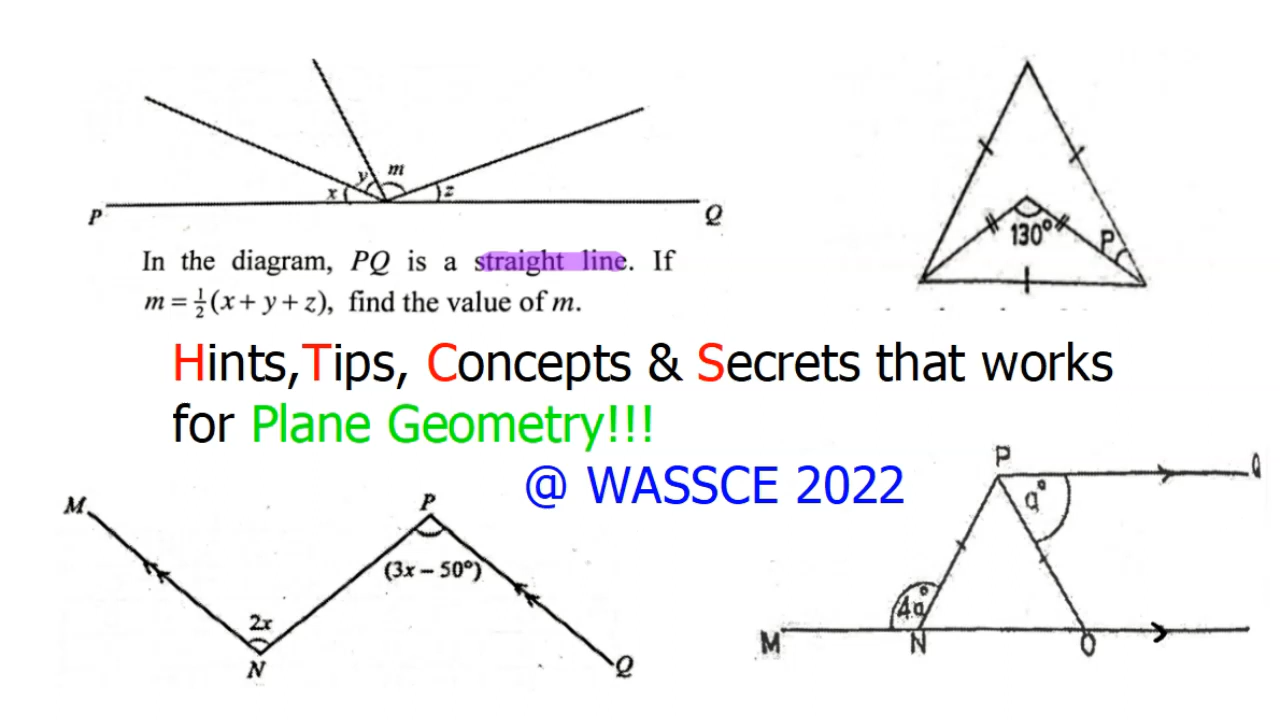 y
m
x
z
P
Q
In the diagram, PQ is a straight line. If
m = ½(x + y + z), find the value of m.
130°
P
Hints,Tips, Concepts & Secrets that works
for Plane Geometry!!!
@ WASSCE 2022
M
P
(3x – 50°)
2x
N
Q
P
a°
4a°
M
N
O